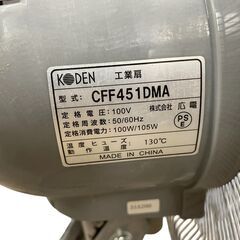 KODEN 工業扇
型式: CFF451DMA
定格電圧: 100V 株式会社 広電
定格周波数: 50/60Hz
定格消費電力: 100W/105W
PSE
温度ヒューズ 動作温度: 130℃
MADE IN CHINA